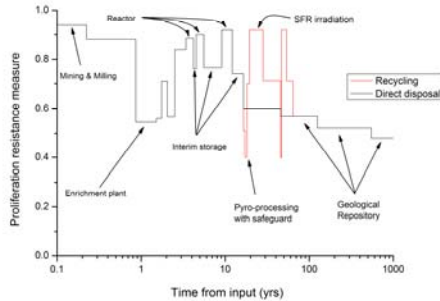 Reactor
SFR irradiation
Mining & Milling
Recycling
Direct disposal
Interim storage
Enrichment plant
Pyro-processing
with safeguard
Geological
Repository
Proliferation resistance measure
1.0
0.8
0.6
0.4
0.2
0.0
0.1
1
10
100
1000
Time from input (yrs)